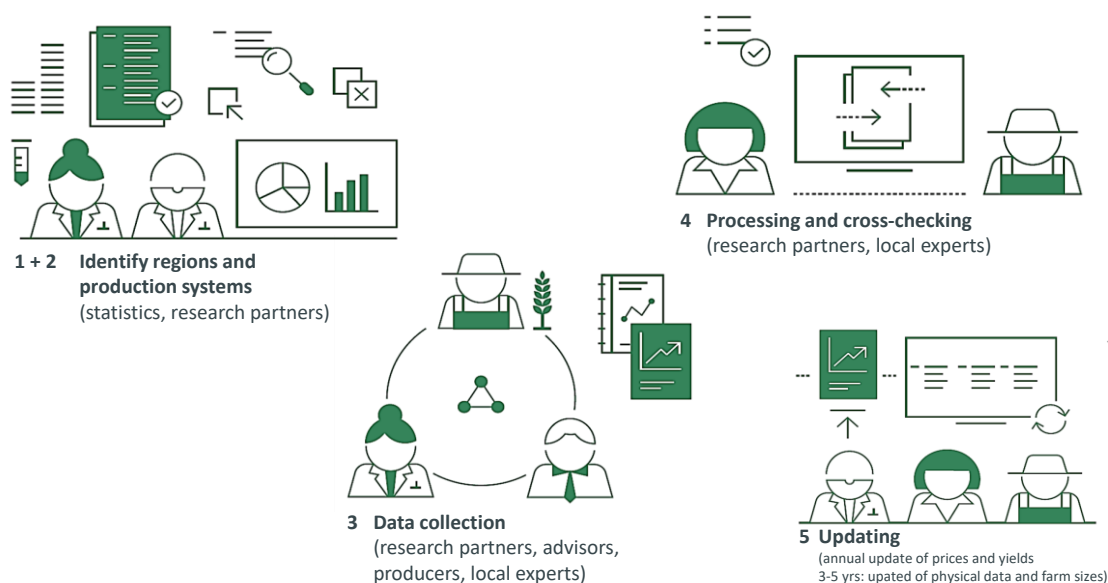 1 + 2 Identify regions and
production systems
(statistics, research partners)
3 Data collection
(research partners, advisors,
producers, local experts)
4 Processing and cross-checking
(research partners, local experts)
5 Updating
(annual update of prices and yields
3-5 yrs: upated of physical data and farm sizes)